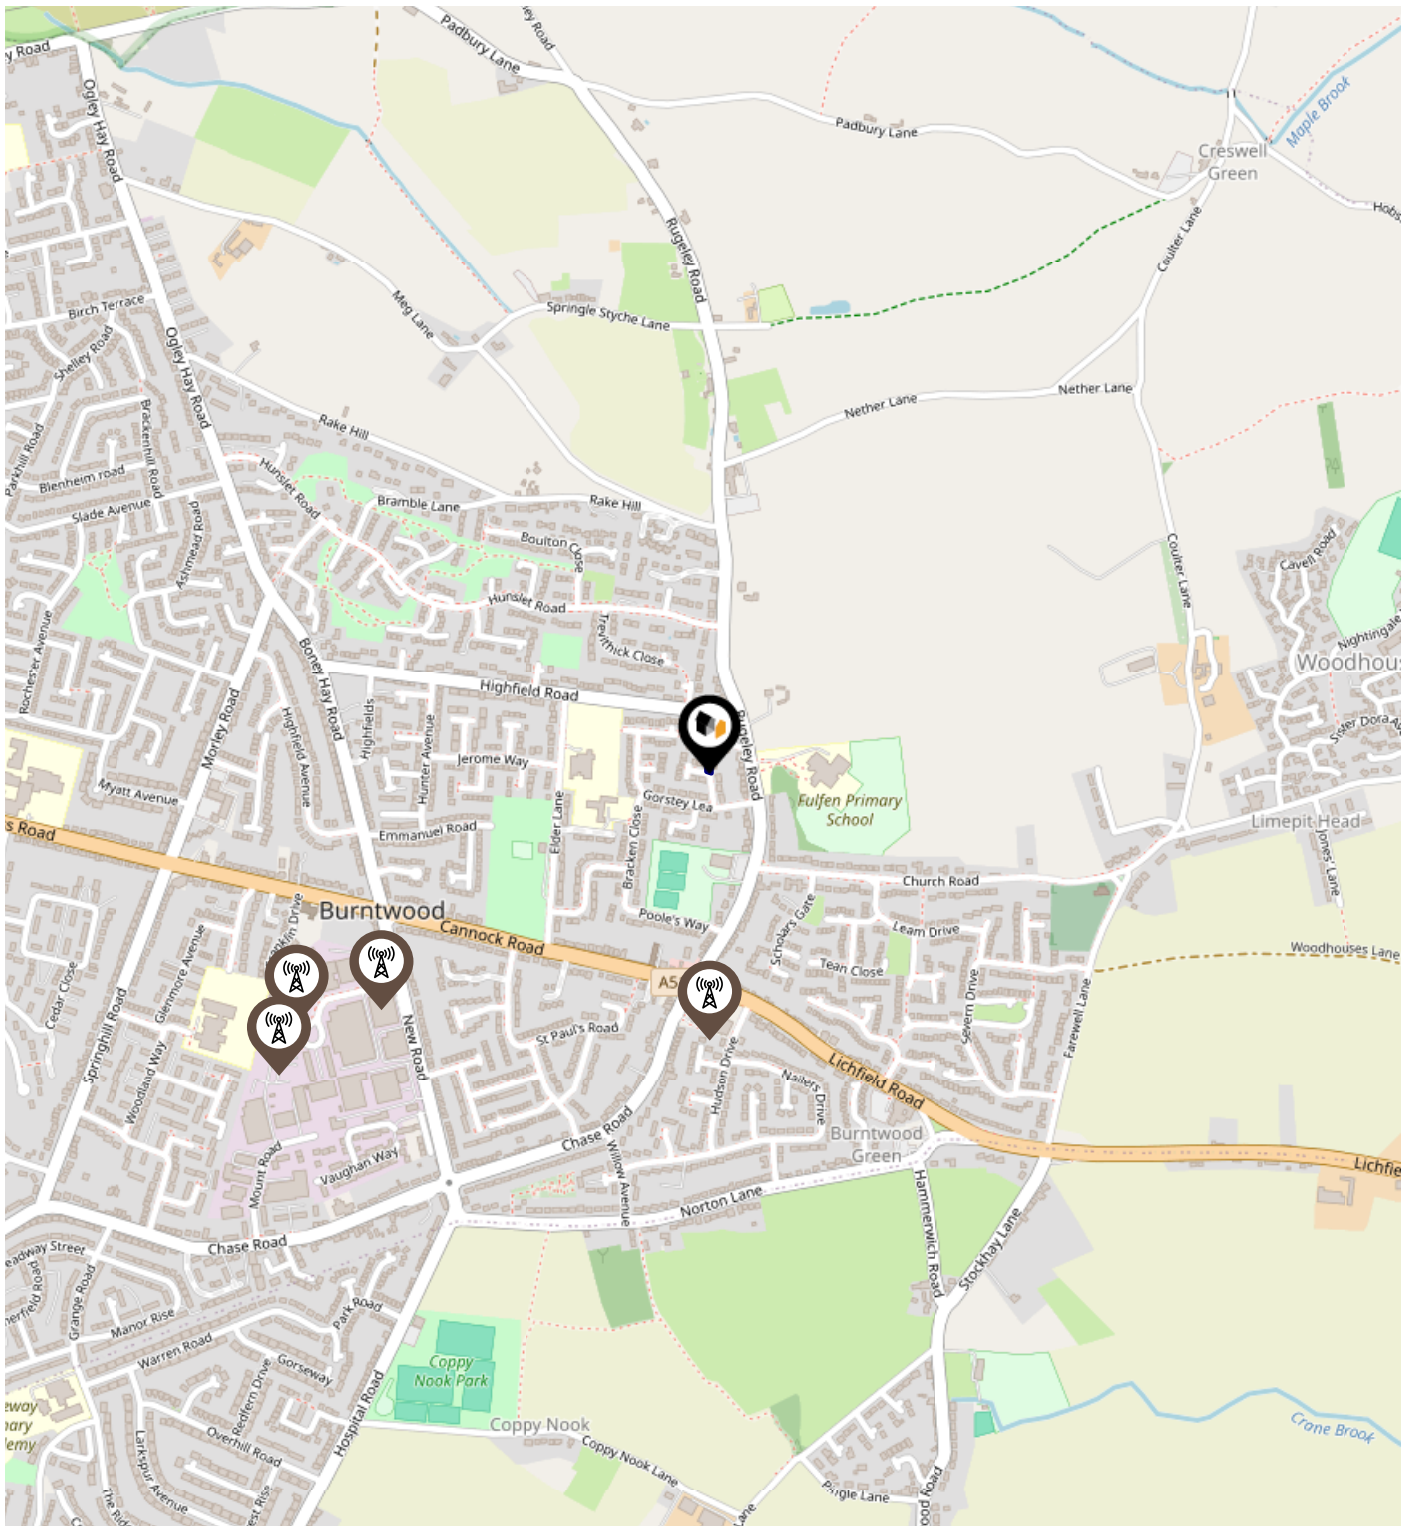 Padbury Lane
Ogley Hay Road
Padbury Lane
Maple Brook
Creswell
Green
Rugeley Road
Coulter Lane
Meg Lane
Springle Styche Lane
Birch Terrace
Shelley Road
Ogley Hay Road
Nether Lane
Nether Lane
Rake Hill
Brackenhill Road
Parkhill Road
Hunslet Road
Blenheim road
Bramble Lane
Rake Hill
Slade Avenue
Ashmead Road
Boulton Close
Coulter Lane
Cavell Road
Hunslet Road
Trevithick Close
Nightingale
Rochester Avenue
Boney Hay Road
Morley Road
Highfield Road
Highfields
Highfield Avenue
Hunter Avenue
Rugeley Road
Sister Dora
Jerome Way
Myatt Avenue
Elder Lane
Gorstey Lea
Eulfen Primary
School
Emmanuel Road
Bracken Close
Limepit Head
Jones' Lane
Church Road
Burntwood
Cannock Road
Poole's Way
Scholars Gate
Leam Drive
Woodhouses Lane
Tean Close
Glenmore Avenue
Cedar Close
Springhill Road
Severn Drive
Farewell Lane
St Paul's Road
New Road
Woodland Way
Hudson Drive
Nailers Drive
Lichfield Road
Chase Road
Burntwood
Green
Willow Avenue
Vaughan Way
Mount Road
Norton Lane
Hammerwich Road
Stockhay Lane
Chase Road
Grange Road
Manor Rise
Park Road
Warren Road
Gorseway
Redfern Drive
Coppy
Nook Park
Hospital Road
Coppy Nook
Crane Brook
Overhill Road
Larkspur Avenue
Coppy Nook Lane